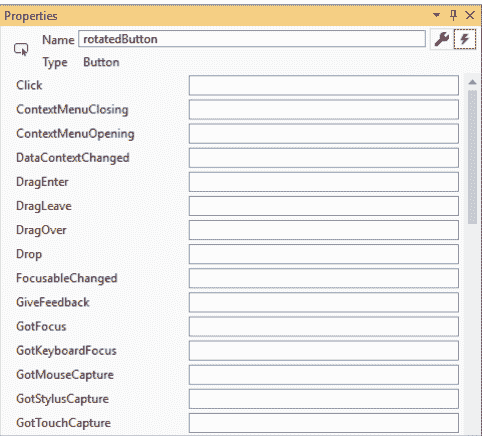 Properties
Name rotatedButton
Type Button
Click
ContextMenuClosing
ContextMenuOpening
DataContextChanged
DragEnter
DragLeave
DragOver
Drop
FocusableChanged
GiveFeedback
GotFocus
GotKeyboardFocus
GotMouseCapture
GotStylusCapture
GotTouchCapture